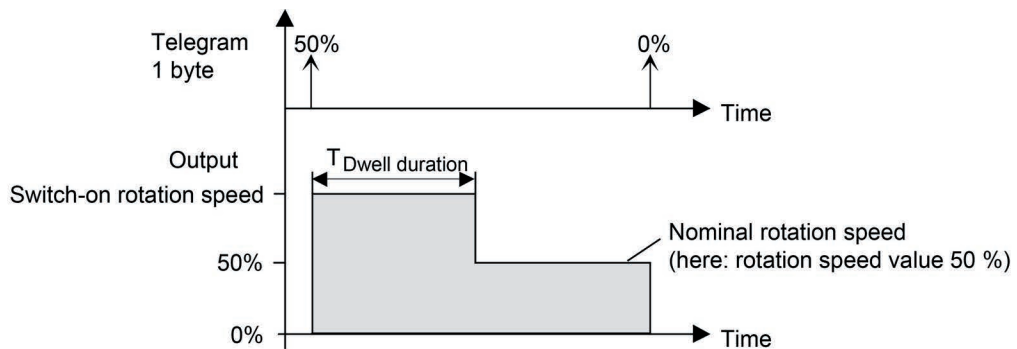 Telegram
1 byte
50%
0%
Time
Output
T Dwell duration
Switch-on rotation speed
Nominal rotation speed
(here: rotation speed value 50 %)
50%
0%
Time